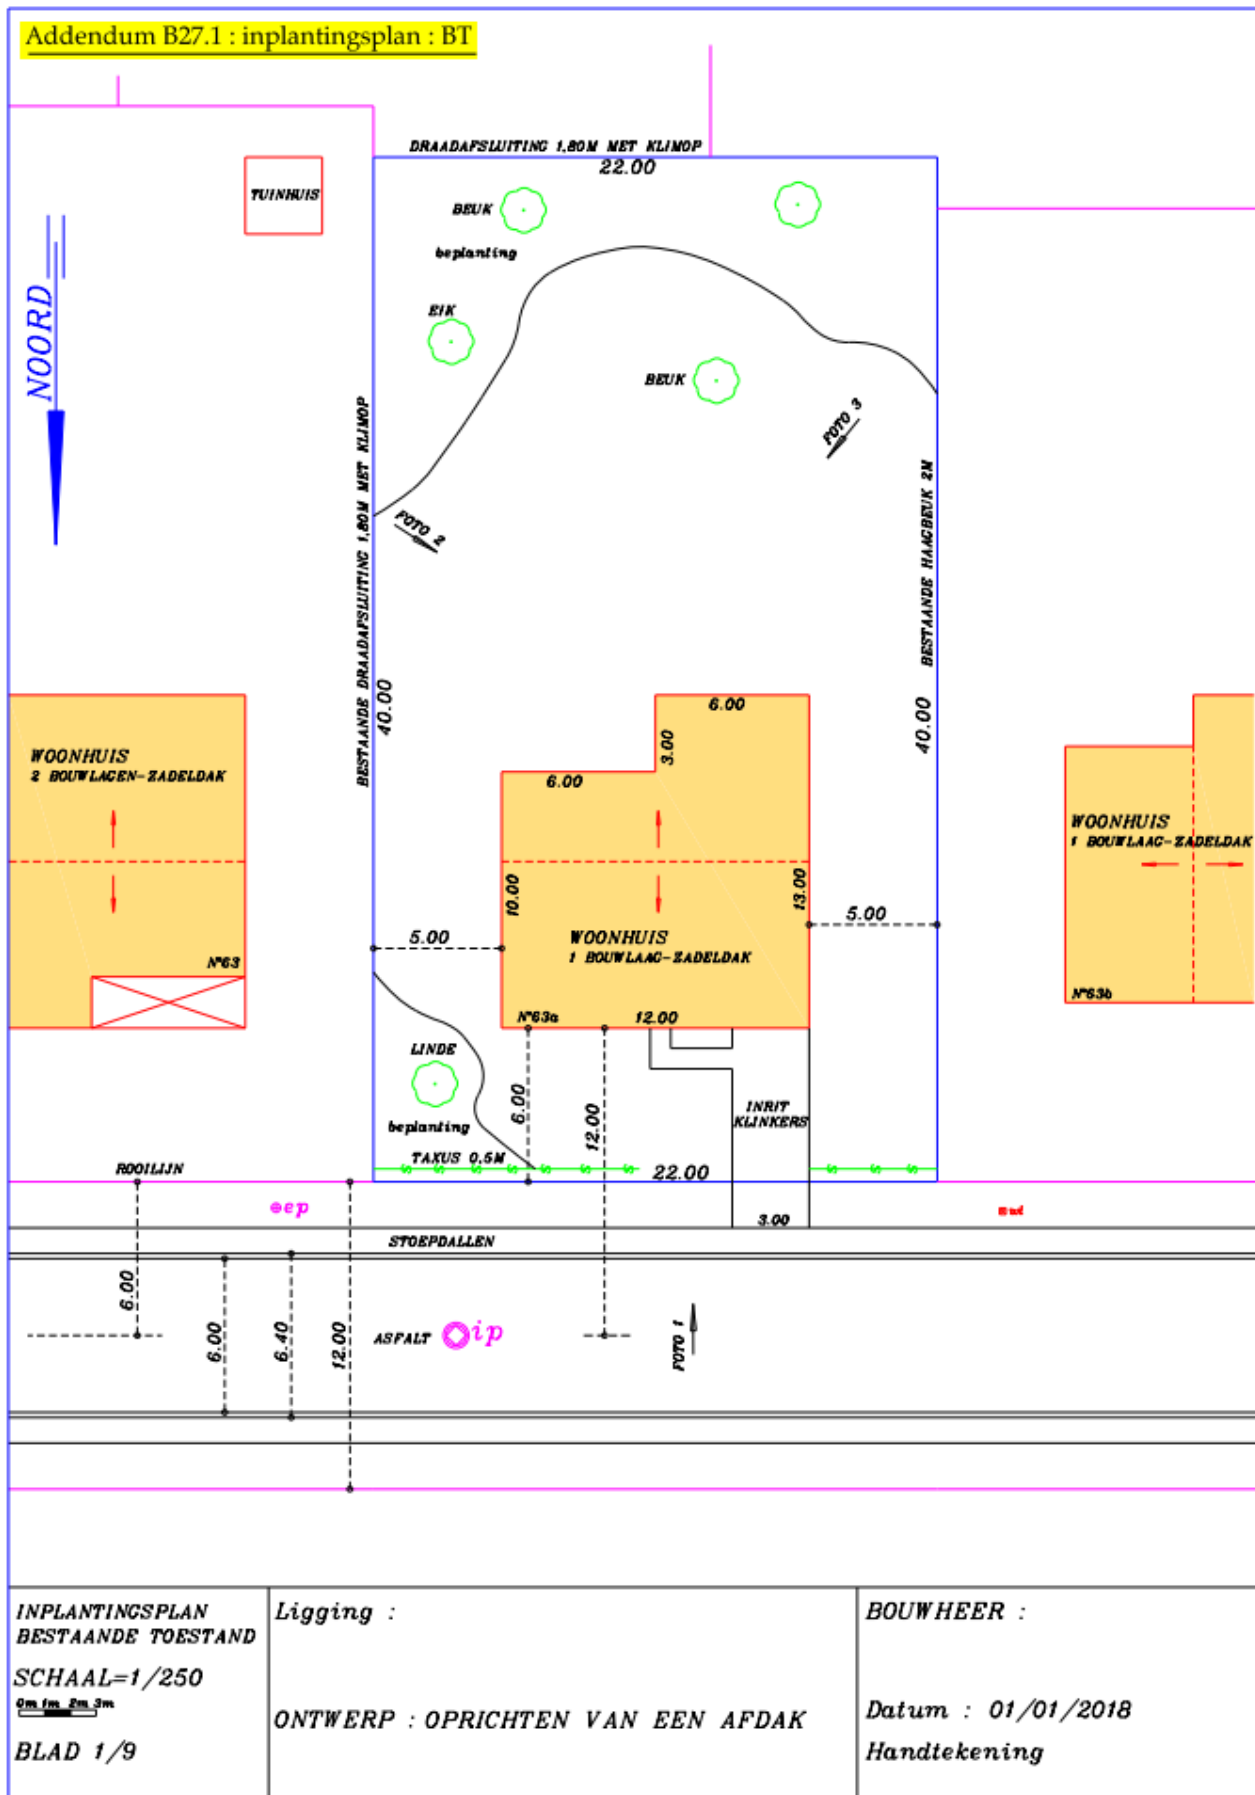 Addendum B27.1 : inplantingsplan : BT
DRAADAFSLUITING 1,80M MET KLIMOP
22.00
TUINHUIS
BEUK
beplanting
NOORD
EIK
BEUK
FOTO 3
BESTAANDE DRAADAFSLUITING 1,80M MET KLIMOP
40.00
FOTO 2
BESTAANDE HAAGBEUK 2M
40.00
WOONHUIS
2 BOUWLAGEN-ZADELDAK
N°63
6.00
3.00
6.00
10.00
13.00
WOONHUIS
1 BOUWLAAG-ZADELDAK
N°63a
12.00
5.00
5.00
WOONHUIS
1 BOUWLAAG-ZADELDAK
N°63b
LINDE
beplanting
6.00
12.00
INRIT
KLINKERS
TAXUS 0,5M
22.00
ROOILIJN
ep
3.00
STOEPDALLEN
6.00
6.00
6.40
12.00
ASFALT
ip
FOTO 1
INPLANTINGSPLAN
BESTAANDE TOESTAND
SCHAAL=1/250
0m 1m 2m 3m
BLAD 1/9
Ligging :
ONTWERP : OPRICHTEN VAN EEN AFDAK
BOUWHEER :
Datum : 01/01/2018
Handtekening